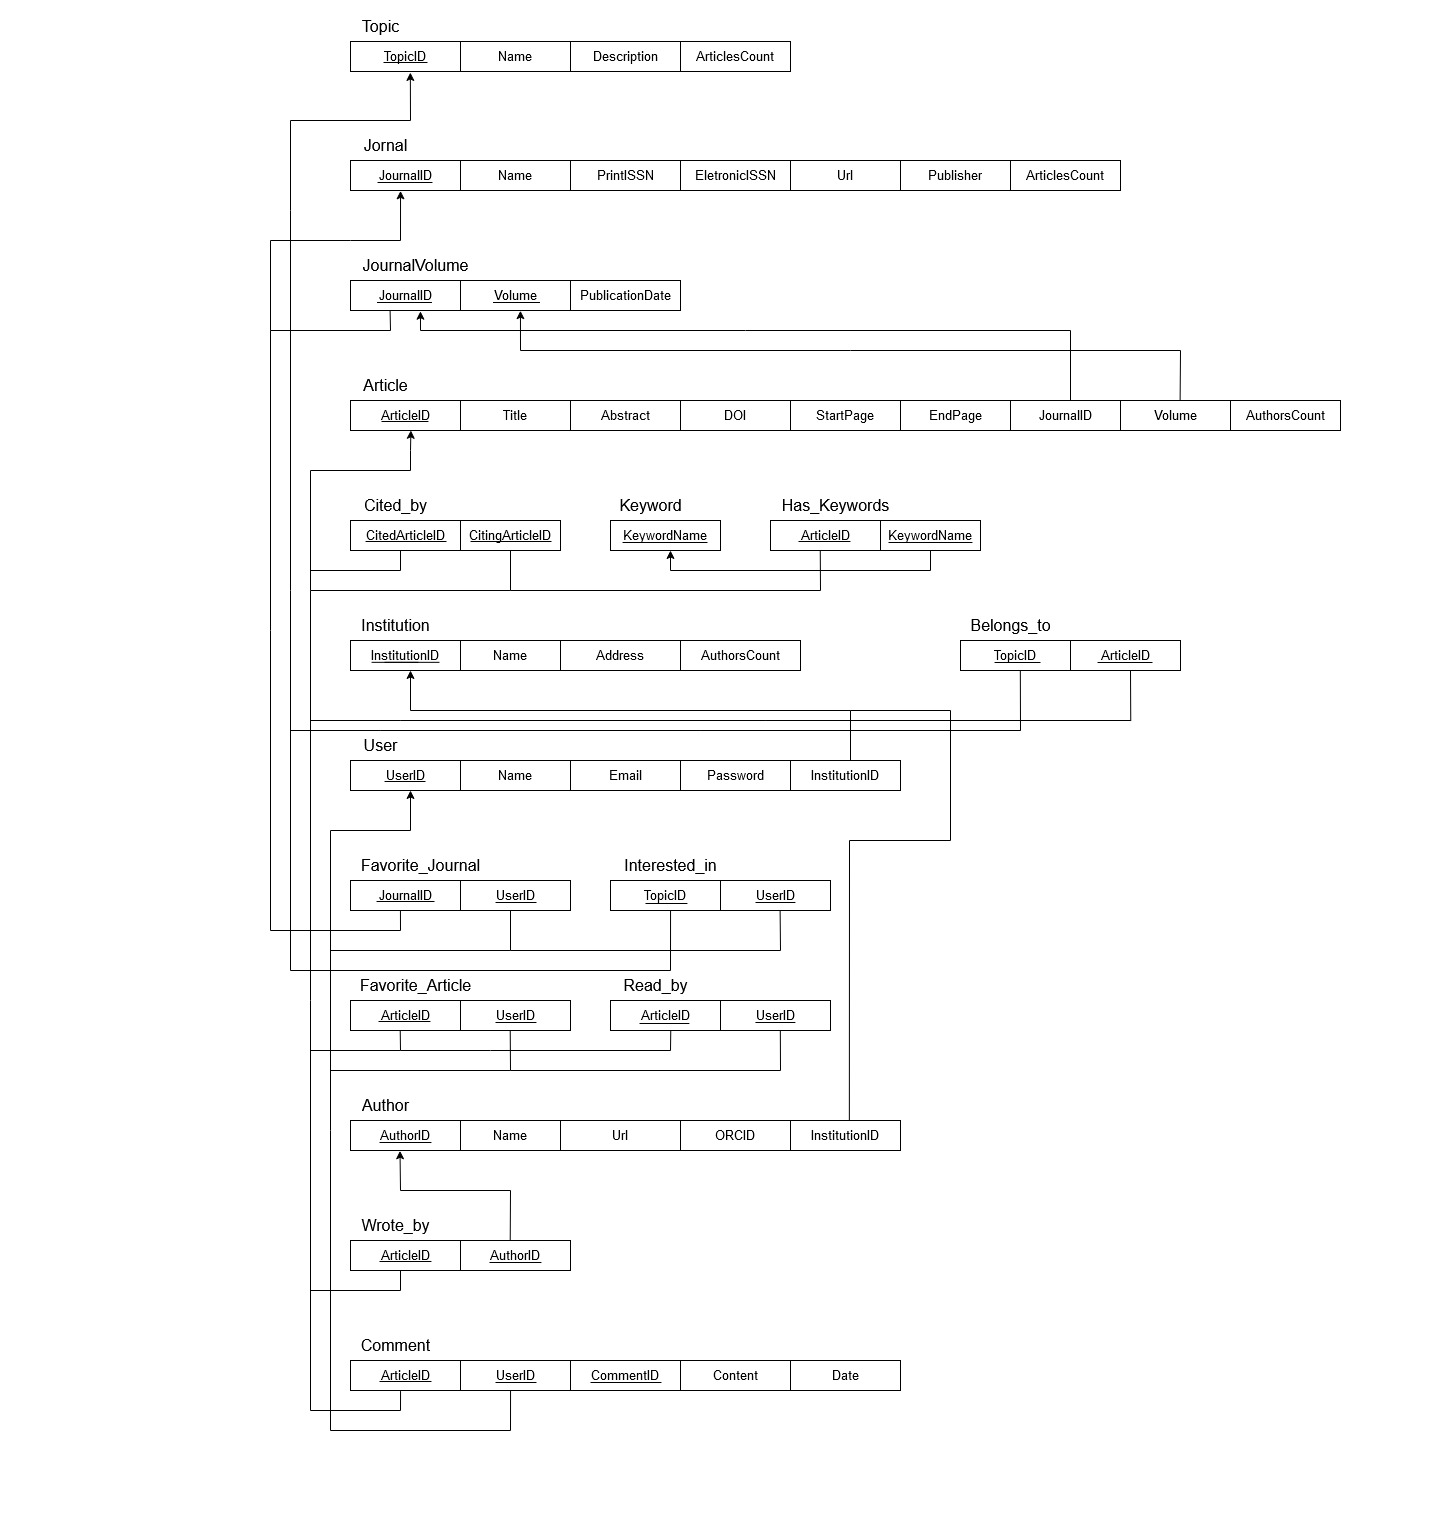 Topic
TopicID Name Description ArticlesCount
Jornal
JournalID Name PrintISSN EletronicISSN Url Publisher ArticlesCount
JournalVolume
JournalID Volume PublicationDate
Article
ArticleID Title Abstract DOI StartPage EndPage JournalID Volume AuthorsCount
Cited_by Keyword Has_Keywords
CitedArticleID CitingArticleID KeywordName ArticleID KeywordName
Institution Belongs_to
InstitutionID Name Address AuthorsCount TopicID ArticleID
User
UserID Name Email Password InstitutionID
Favorite_Journal Interested_in
JournalID UserID TopicID UserID
Favorite_Article Read_by
ArticleID UserID ArticleID UserID
Author
AuthorID Name Url ORCID InstitutionID
Wrote_by
ArticleID AuthorID
Comment
ArticleID UserID CommentID Content Date